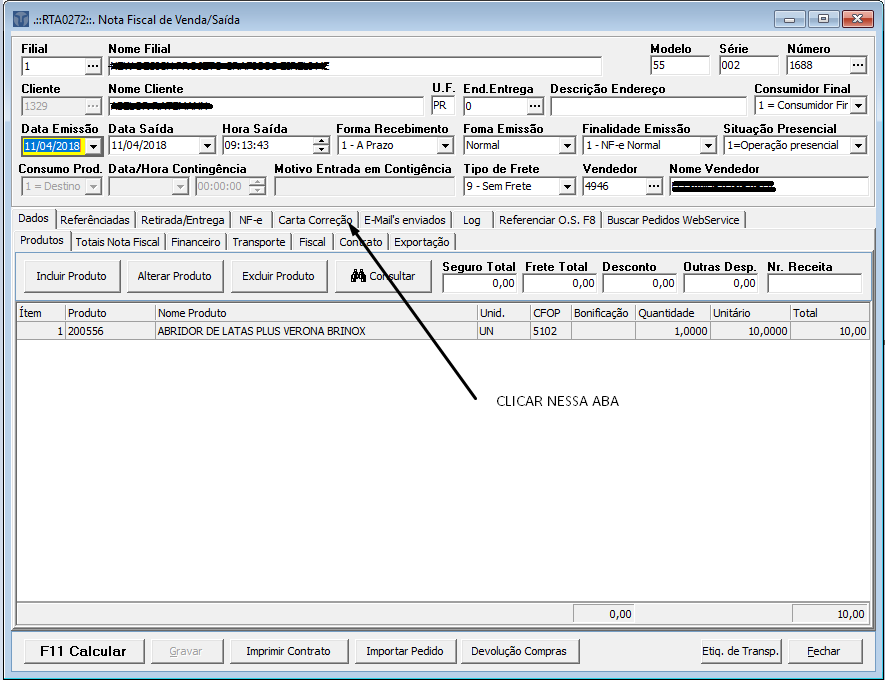 .::RTA0272::. Nota Fiscal de Venda/Saída
Filial Nome Filial Modelo Série Número
1 ... 55 002 1688 ...
Cliente Nome Cliente U.F. End.Entrega Descrição Endereço Consumidor Final
1329 ... PR 0 ... 1 = Consumidor Fir
Data Emissão Data Saída Hora Saída Forma Recebimento Foma Emissão Finalidade Emissão Situação Presencial
11/04/2018 11/04/2018 09:13:43 1 - A Prazo Normal 1 - NF-e Normal 1=Operação presencial
Consumo Prod. Data/Hora Contingência Motivo Entrada em Contigência Tipo de Frete Vendedor Nome Vendedor
1 = Destino 00:00:00 9 - Sem Frete 4946 ...
Dados Referênciadas Retirada/Entrega NF-e Carta Correção E-Mail's enviados Log Referenciar O.S. F8 Buscar Pedidos WebService
Produtos Totais Nota Fiscal Financeiro Transporte Fiscal Contrato Exportação
Incluir Produto Alterar Produto Excluir Produto Consultar Seguro Total Frete Total Desconto Outras Desp. Nr. Receita
0,00 0,00 0,00 0,00
Ítem Produto Nome Produto Unid. CFOP Bonificação Quantidade Unitário Total
1 200556 ABRIDOR DE LATAS PLUS VERONA BRINOX UN 5102 1,0000 10,0000 10,00
CLICAR NESSA ABA
0,00 10,00
F11 Calcular Gravar Imprimir Contrato Importar Pedido Devolução Compras Etiq. de Transp. Fechar